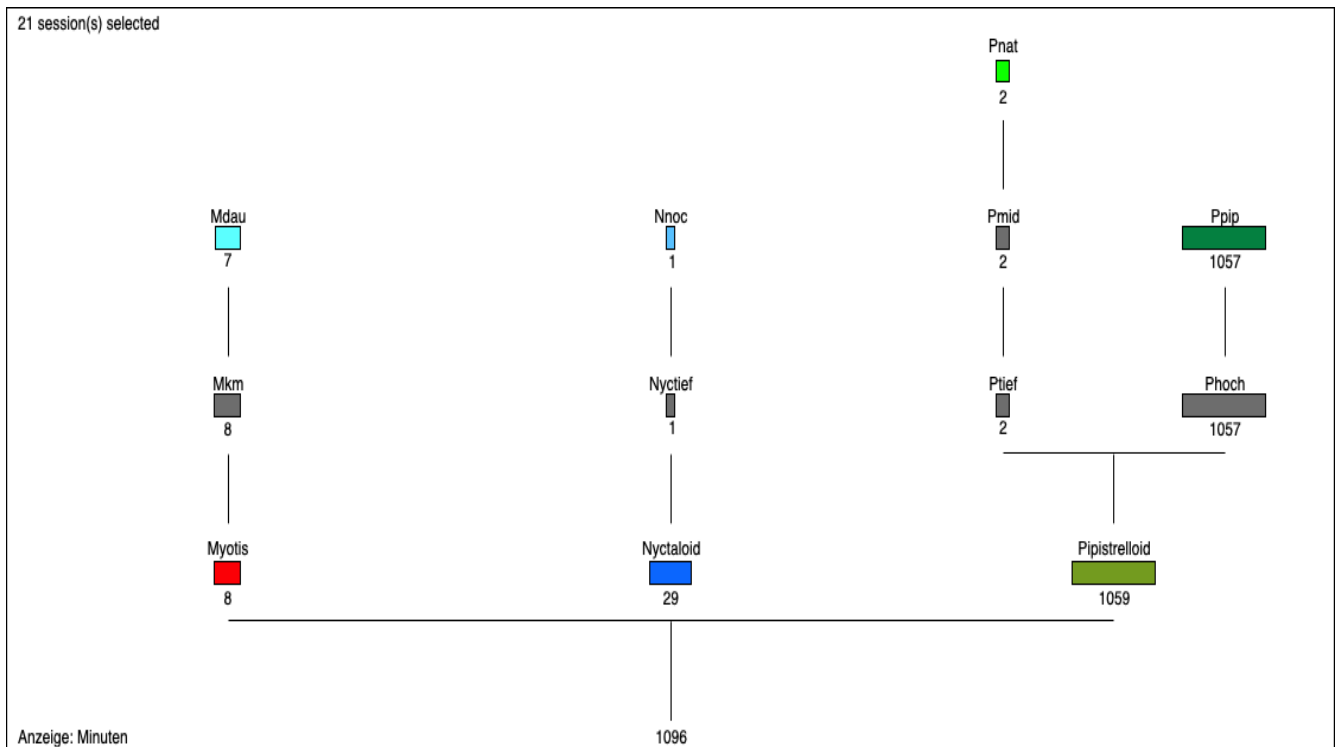 21 session(s) selected
Pnat
2
Mdau
Nnoc
Pmid
Ppip
7
1
2
1057
Mkm
Nyctief
Ptief
Phoch
8
1
2
1057
Myotis
Nyctaloid
Pipistrelloid
8
29
1059
Anzeige: Minuten
1096